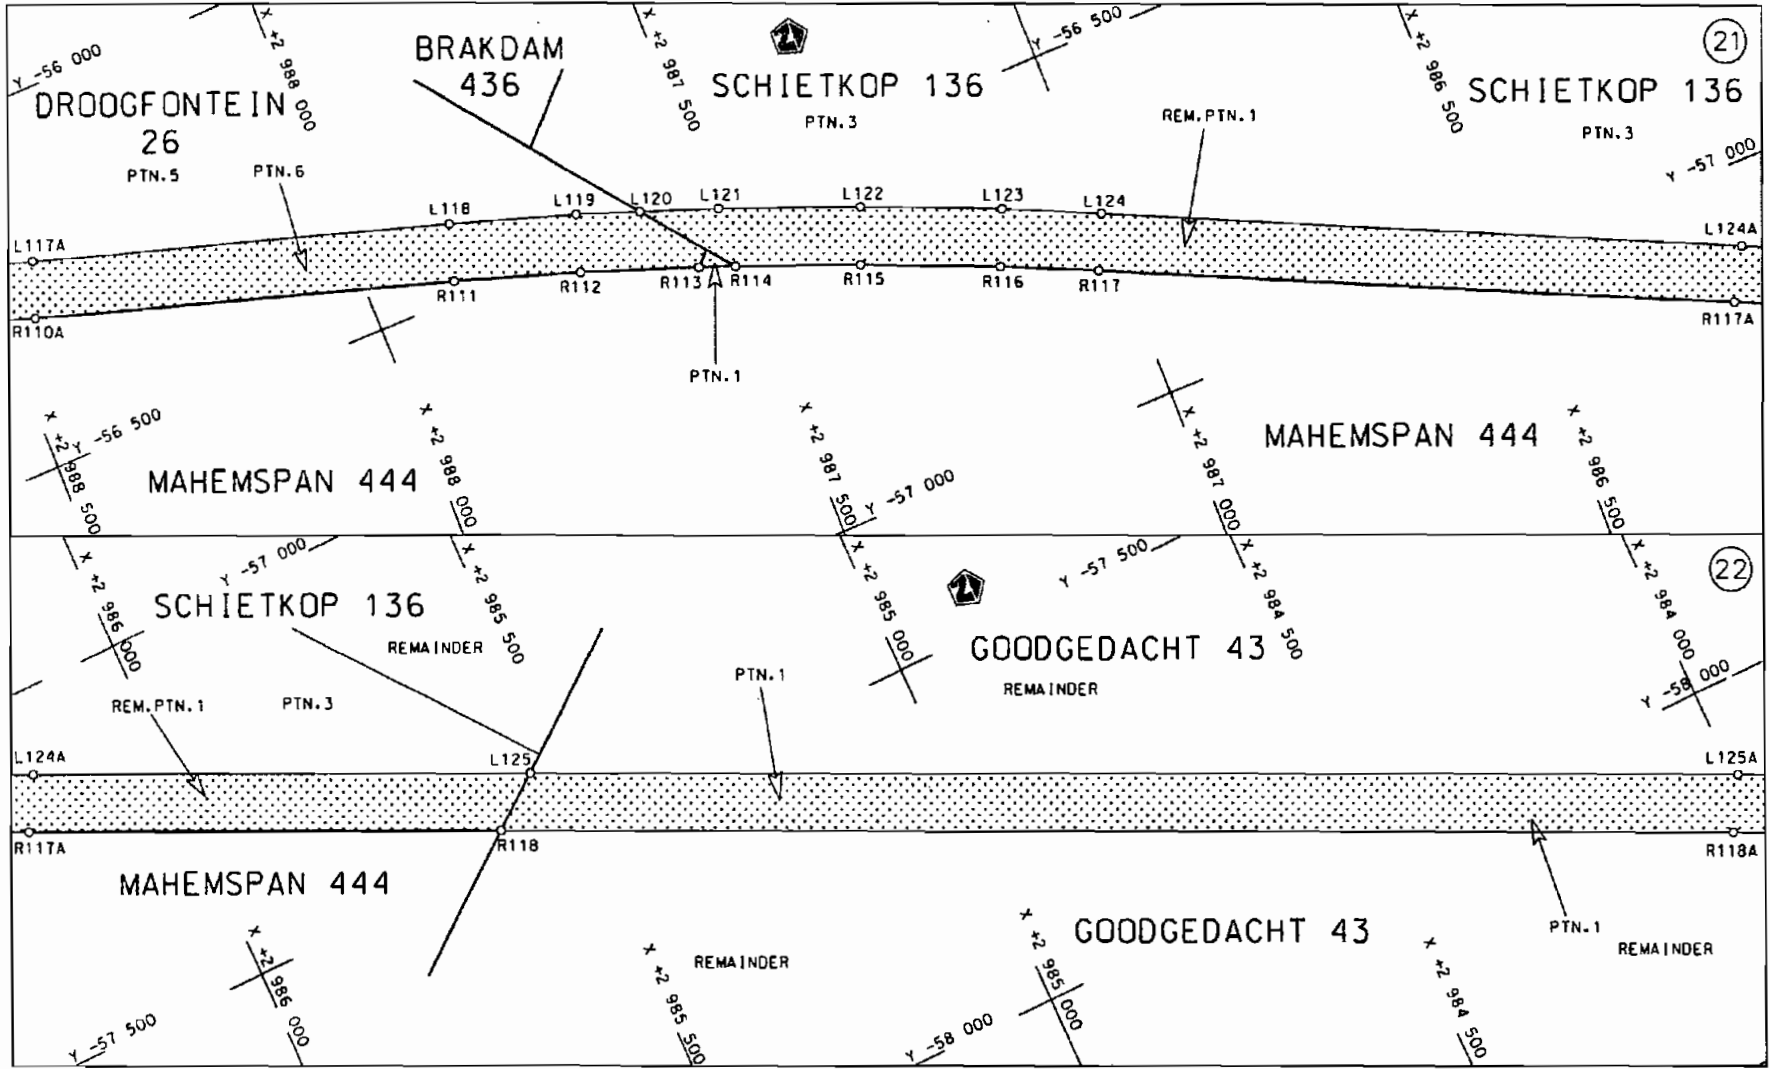 Y -56 000
X +2 988 000
BRAKDAM
436
X +2 987 500
SCHIETKOP 136
PTN.3
Y -56 500
X +2 986 500
21
SCHIETKOP 136
PTN.3
Y -57 000
DROOGFONTEIN
26
PTN.5
PTN.6
REM.PTN.1
L117A
L118
L119
L120
L121
L122
L123
L124
L124A
R110A
R111
R112
R113
R114
R115
R116
R117
R117A
PTN.1
X +2 988 500
Y -56 500
MAHEMSPAN 444
X +2 988 000
X +2 987 500
Y -57 000
X +2 987 000
MAHEMSPAN 444
X +2 986 500
X +2 986 000
Y -57 000
X +2 985 500
X +2 985 000
Y -57 500
X +2 984 500
X +2 984 000
22
SCHIETKOP 136
REMAINDER
GOODGEDACHT 43
REMAINDER
Y -58 000
REM.PTN.1
PTN.3
PTN.1
L124A
L125
L125A
R117A
R118
R118A
MAHEMSPAN 444
X +2 986 000
Y -57 500
X +2 985 500
REMAINDER
Y -58 000
X +2 985 000
GOODGEDACHT 43
X +2 984 500
PTN.1
REMAINDER